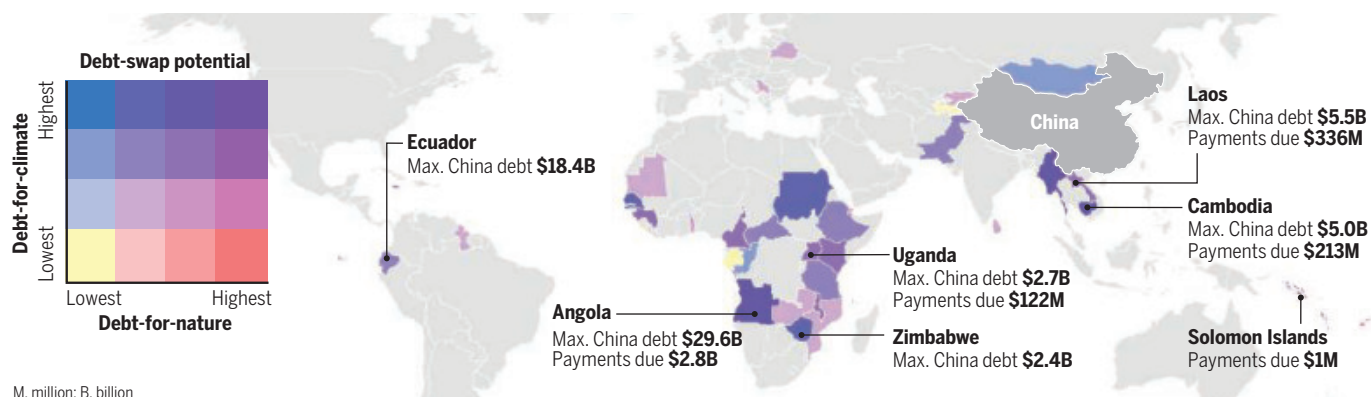 Debt-swap potential
Highest
Debt-for-climate
Lowest
Lowest Highest
Debt-for-nature
M, million; B, billion
Ecuador
Max. China debt $18.4B
Angola
Max. China debt $29.6B
Payments due $2.8B
Uganda
Max. China debt $2.7B
Payments due $122M
Zimbabwe
Max. China debt $2.4B
China
Laos
Max. China debt $5.5B
Payments due $336M
Cambodia
Max. China debt $5.0B
Payments due $213M
Solomon Islands
Payments due $1M